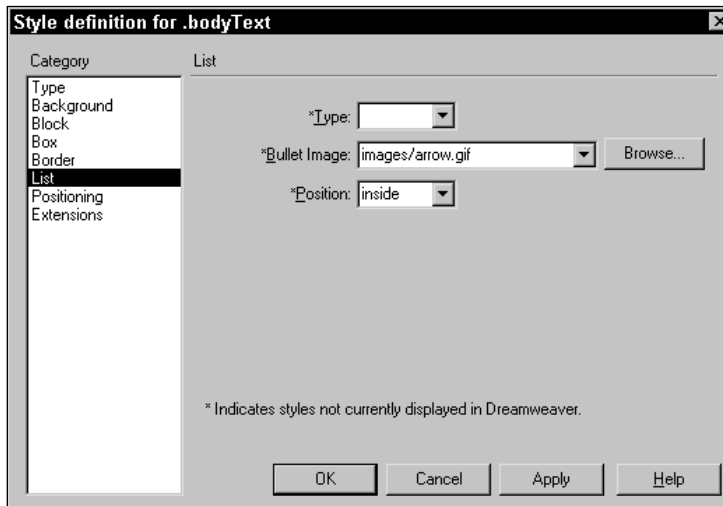 Style definition for .bodyText
Category
List
Type
Background
Block
Box
Border
List
Positioning
Extensions
*Type:
*Bullet Image: images/arrow.gif Browse...
*Position: inside
* Indicates styles not currently displayed in Dreamweaver.
OK Cancel Apply Help